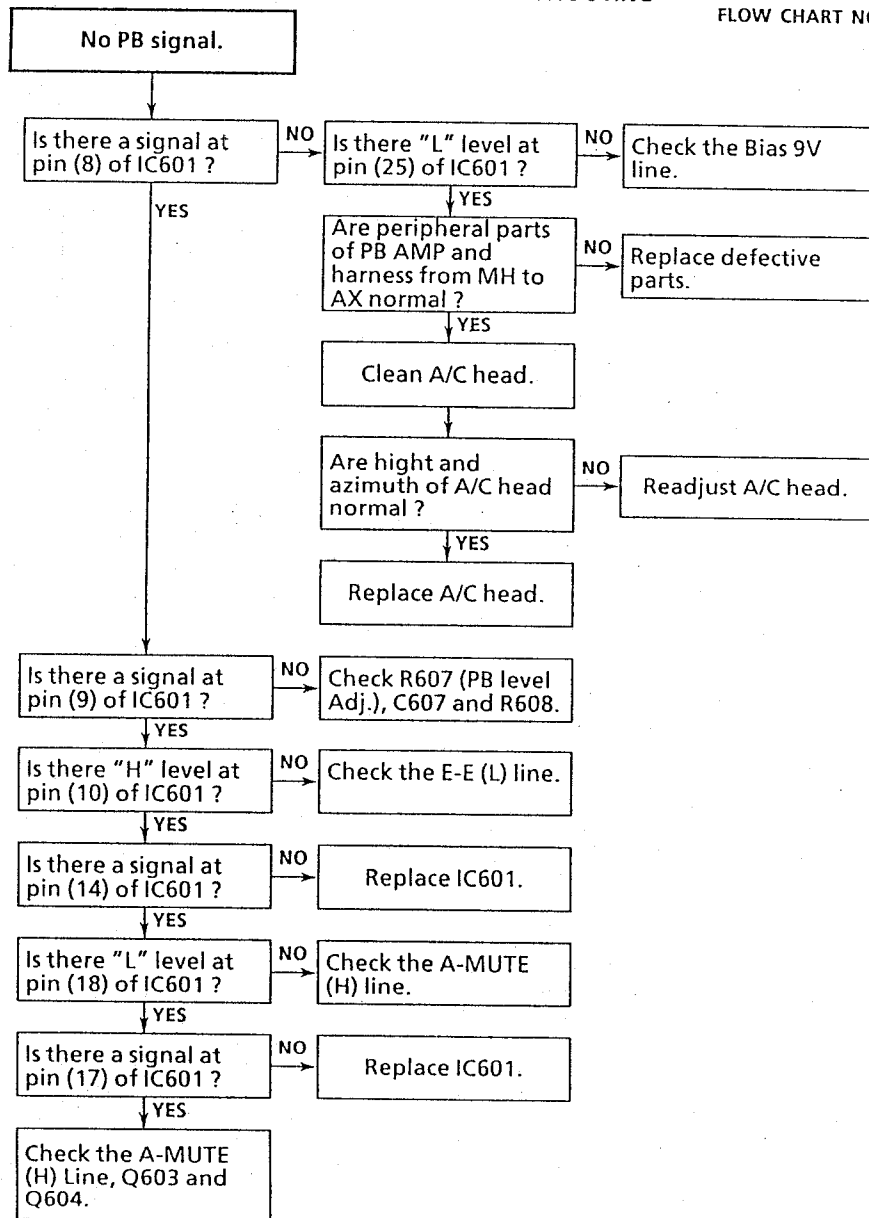 FLOW CHART NO
No PB signal.
Is there a signal at
pin (8) of IC601 ?
NO
Is there "L" level at
pin (25) of IC601 ?
NO
Check the Bias 9V
line.
YES
YES
Are peripheral parts
of PB AMP and
harness from MH to
AX normal ?
NO
Replace defective
parts.
YES
Clean A/C head.
Are hight and
azimuth of A/C head
normal ?
NO
Readjust A/C head.
YES
Replace A/C head.
Is there a signal at
pin (9) of IC601 ?
NO
Check R607 (PB level
Adj.), C607 and R608.
YES
Is there "H" level at
pin (10) of IC601 ?
NO
Check the E-E (L) line.
YES
Is there a signal at
pin (14) of IC601 ?
NO
Replace IC601.
YES
Is there "L" level at
pin (18) of IC601 ?
NO
Check the A-MUTE
(H) line.
YES
Is there a signal at
pin (17) of IC601 ?
NO
Replace IC601.
YES
Check the A-MUTE
(H) Line, Q603 and
Q604.